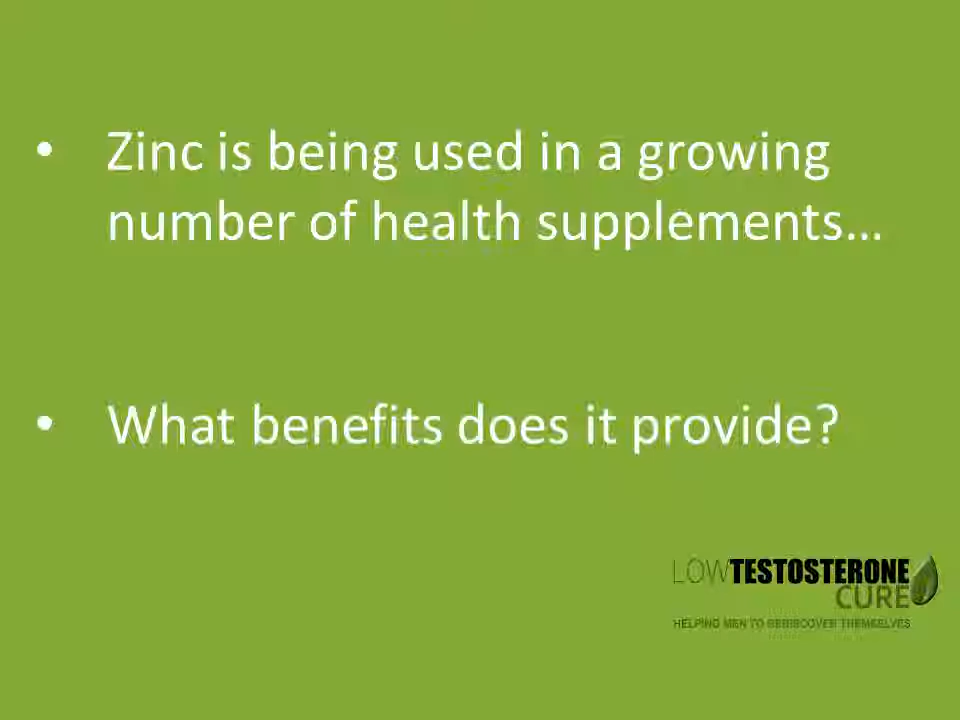 • Zinc is being used in a growing
number of health supplements...
• What benefits does it provide?
LOWTESTOSTERONE
CURE
HELPING MEN TO REDISCOVER THEMSELVES